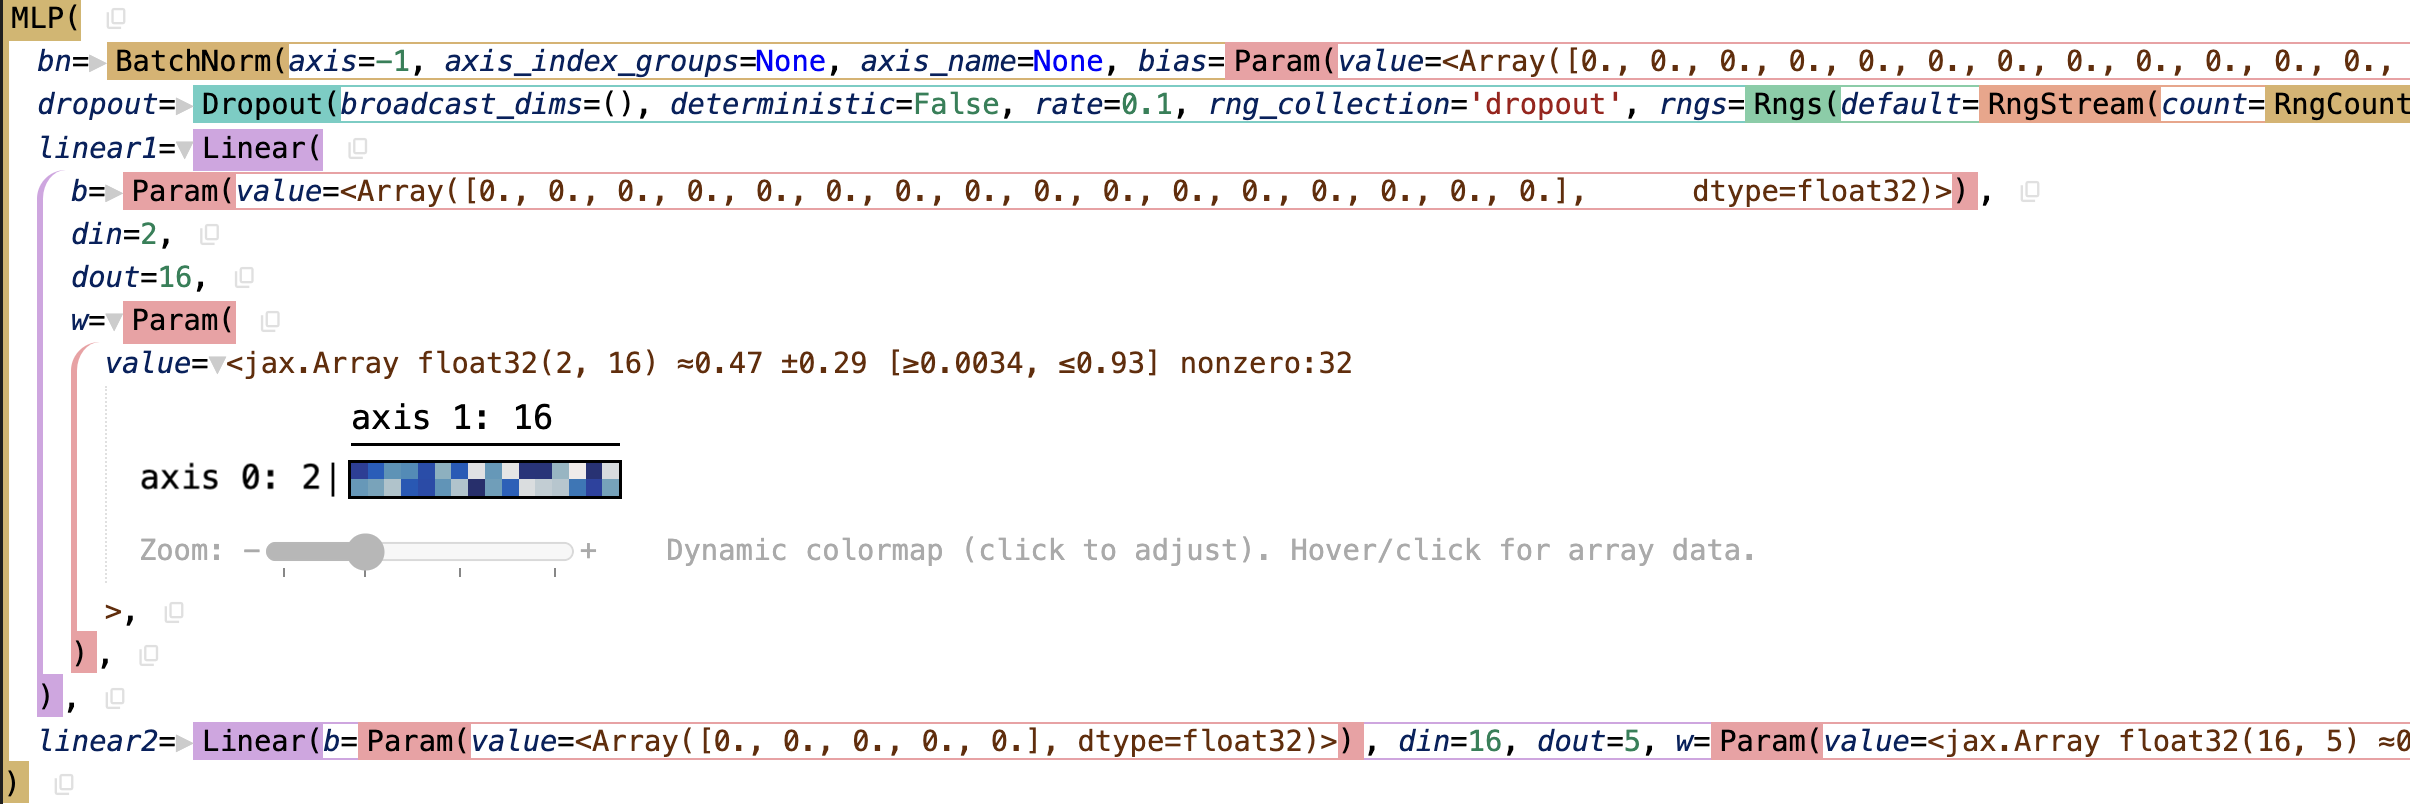 MLP(
bn=▶BatchNorm(axis=-1, axis_index_groups=None, axis_name=None, bias=Param(value=<Array([0., 0., 0., 0., 0., 0., 0., 0., 0., 0., 0., 0.,
dropout=▶Dropout(broadcast_dims=(), deterministic=False, rate=0.1, rng_collection='dropout', rngs=Rngs(default=RngStream(count=RngCount
linear1=▼Linear(
b=▶Param(value=<Array([0., 0., 0., 0., 0., 0., 0., 0., 0., 0., 0., 0., 0., 0., 0., 0.],      dtype=float32)>),
din=2,
dout=16,
w=▼Param(
value=▼<jax.Array float32(2, 16) ≈0.47 ±0.29 [≥0.0034, ≤0.93] nonzero:32
axis 1: 16
axis 0: 2|
Zoom: − + Dynamic colormap (click to adjust). Hover/click for array data.
>,
),
),
linear2=▶Linear(b=Param(value=<Array([0., 0., 0., 0., 0.], dtype=float32)>), din=16, dout=5, w=Param(value=<jax.Array float32(16, 5) ≈0
)